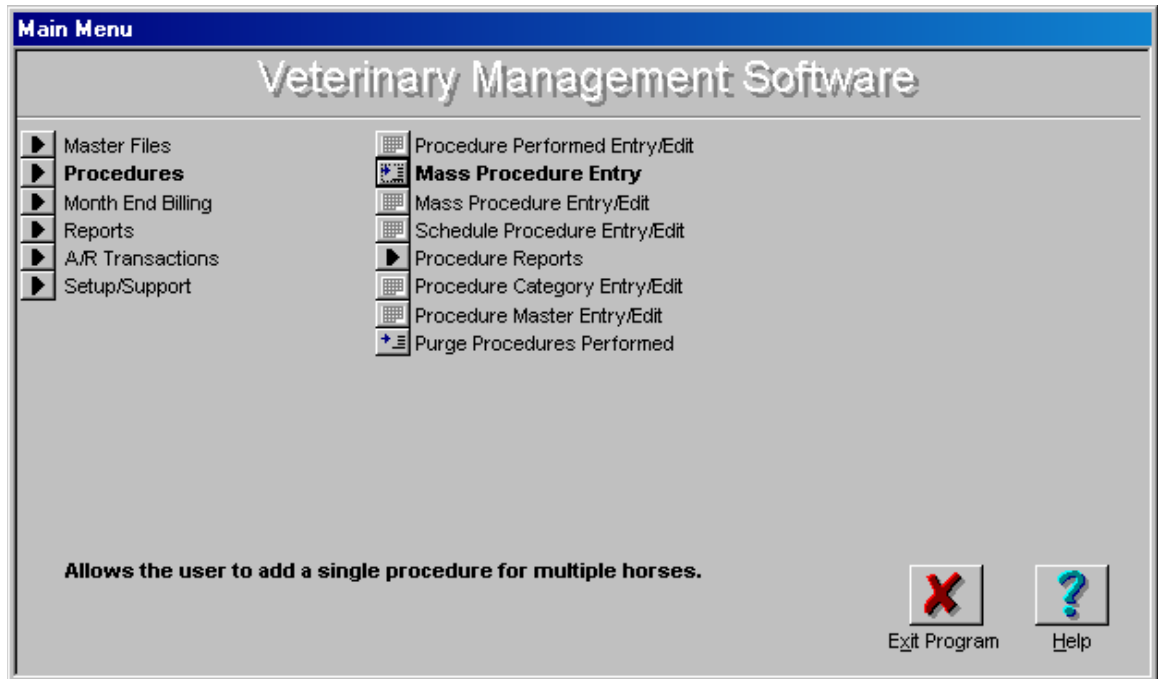 Main Menu
Veterinary Management Software
Master Files
Procedures
Month End Billing
Reports
A/R Transactions
Setup/Support
Procedure Performed Entry/Edit
Mass Procedure Entry
Mass Procedure Entry/Edit
Schedule Procedure Entry/Edit
Procedure Reports
Procedure Category Entry/Edit
Procedure Master Entry/Edit
Purge Procedures Performed
Allows the user to add a single procedure for multiple horses.
Exit Program
Help